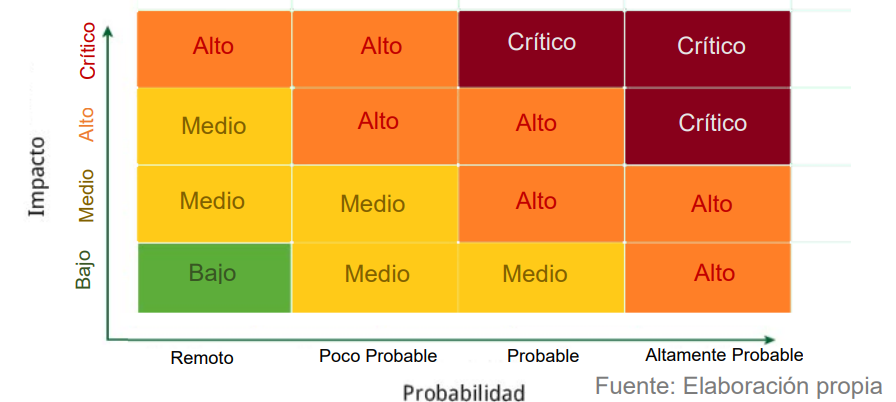 Impacto
Crítico
Alto
Alto
Crítico
Crítico
Alto
Medio
Alto
Alto
Crítico
Medio
Medio
Medio
Alto
Alto
Bajo
Bajo
Medio
Medio
Alto
Remoto
Poco Probable
Probable
Altamente Probable
Probabilidad
Fuente: Elaboración propia